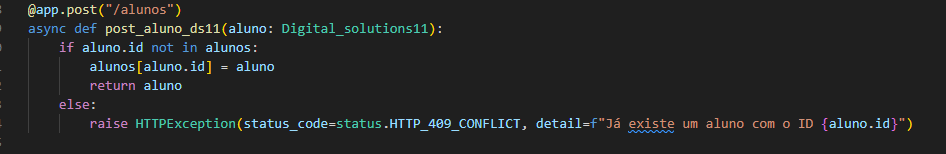 @app.post("/alunos")
async def post_aluno_ds11(aluno: Digital_solutions11):
    if aluno.id not in alunos:
        alunos[aluno.id] = aluno
        return aluno
    else:
        raise HTTPException(status_code=status.HTTP_409_CONFLICT, detail=f"Já existe um aluno com o ID {aluno.id}")